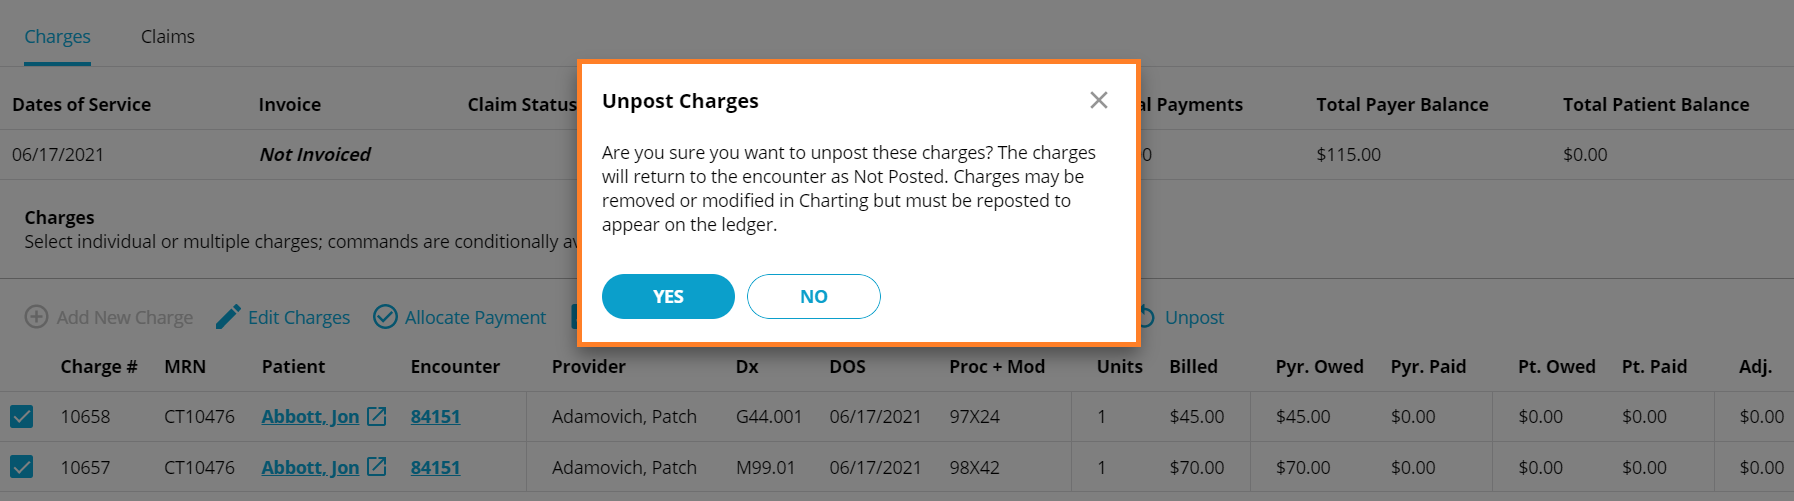 Charges Claims
Dates of Service Invoice Claim Status Payments Total Payer Balance Total Patient Balance
06/17/2021 Not Invoiced $115.00 $0.00
Unpost Charges
Are you sure you want to unpost these charges? The charges
will return to the encounter as Not Posted. Charges may be
removed or modified in Charting but must be reposted to
appear on the ledger.
YES NO
Charges
Select individual or multiple charges; commands are conditionally
Add New Charge Edit Charges Allocate Payment Unpost
Charge # MRN Patient Encounter Provider Dx DOS Proc + Mod Units Billed Pyr. Owed Pyr. Paid Pt. Owed Pt. Paid Adj.
10658 CT10476 Abbott, Jon 84151 Adamovich, Patch G44.001 06/17/2021 97X24 1 $45.00 $45.00 $0.00 $0.00 $0.00 $0.00
10657 CT10476 Abbott, Jon 84151 Adamovich, Patch M99.01 06/17/2021 98X42 1 $70.00 $70.00 $0.00 $0.00 $0.00 $0.00